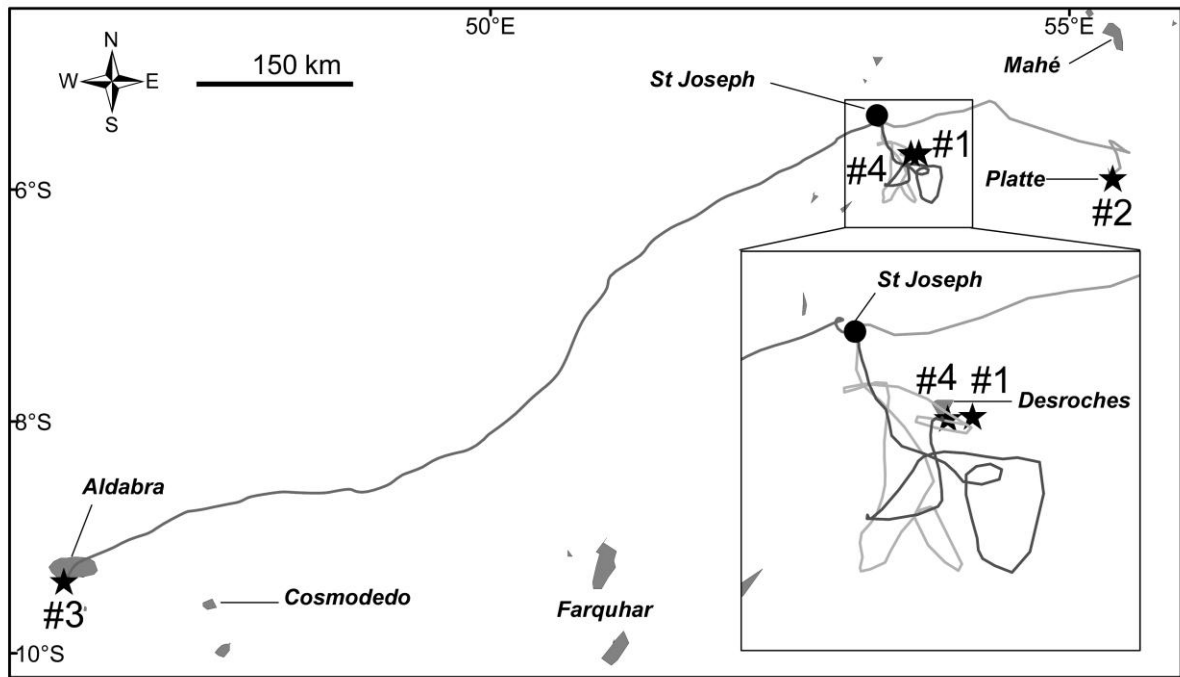 50°E
55°E
N
W E
S
150 km
Mahé
St Joseph
#1
#4
6°S
Platte
#2
St Joseph
#4 #1
Desroches
8°S
Aldabra
#3
Cosmodedo
Farquhar
10°S